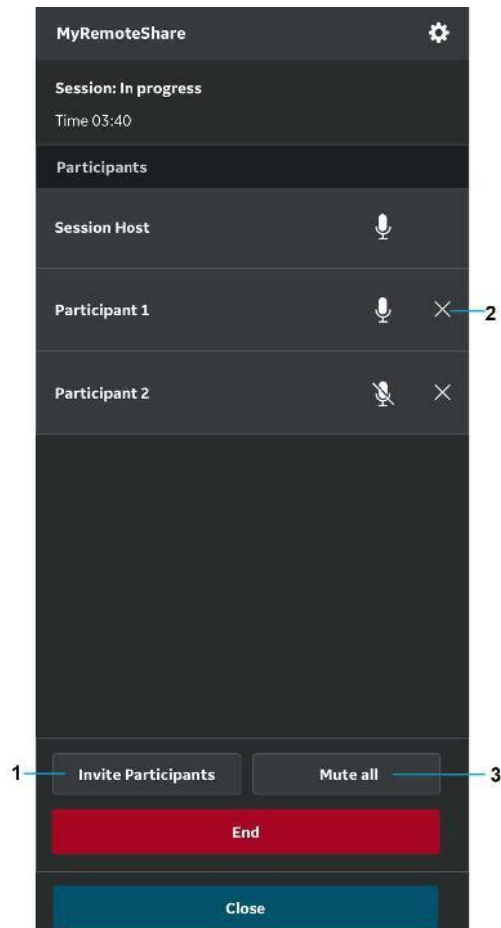 MyRemoteShare
Session: In progress
Time 03:40
Participants
Session Host
Participant 1
2
Participant 2
1
Invite Participants
Mute all
3
End
Close